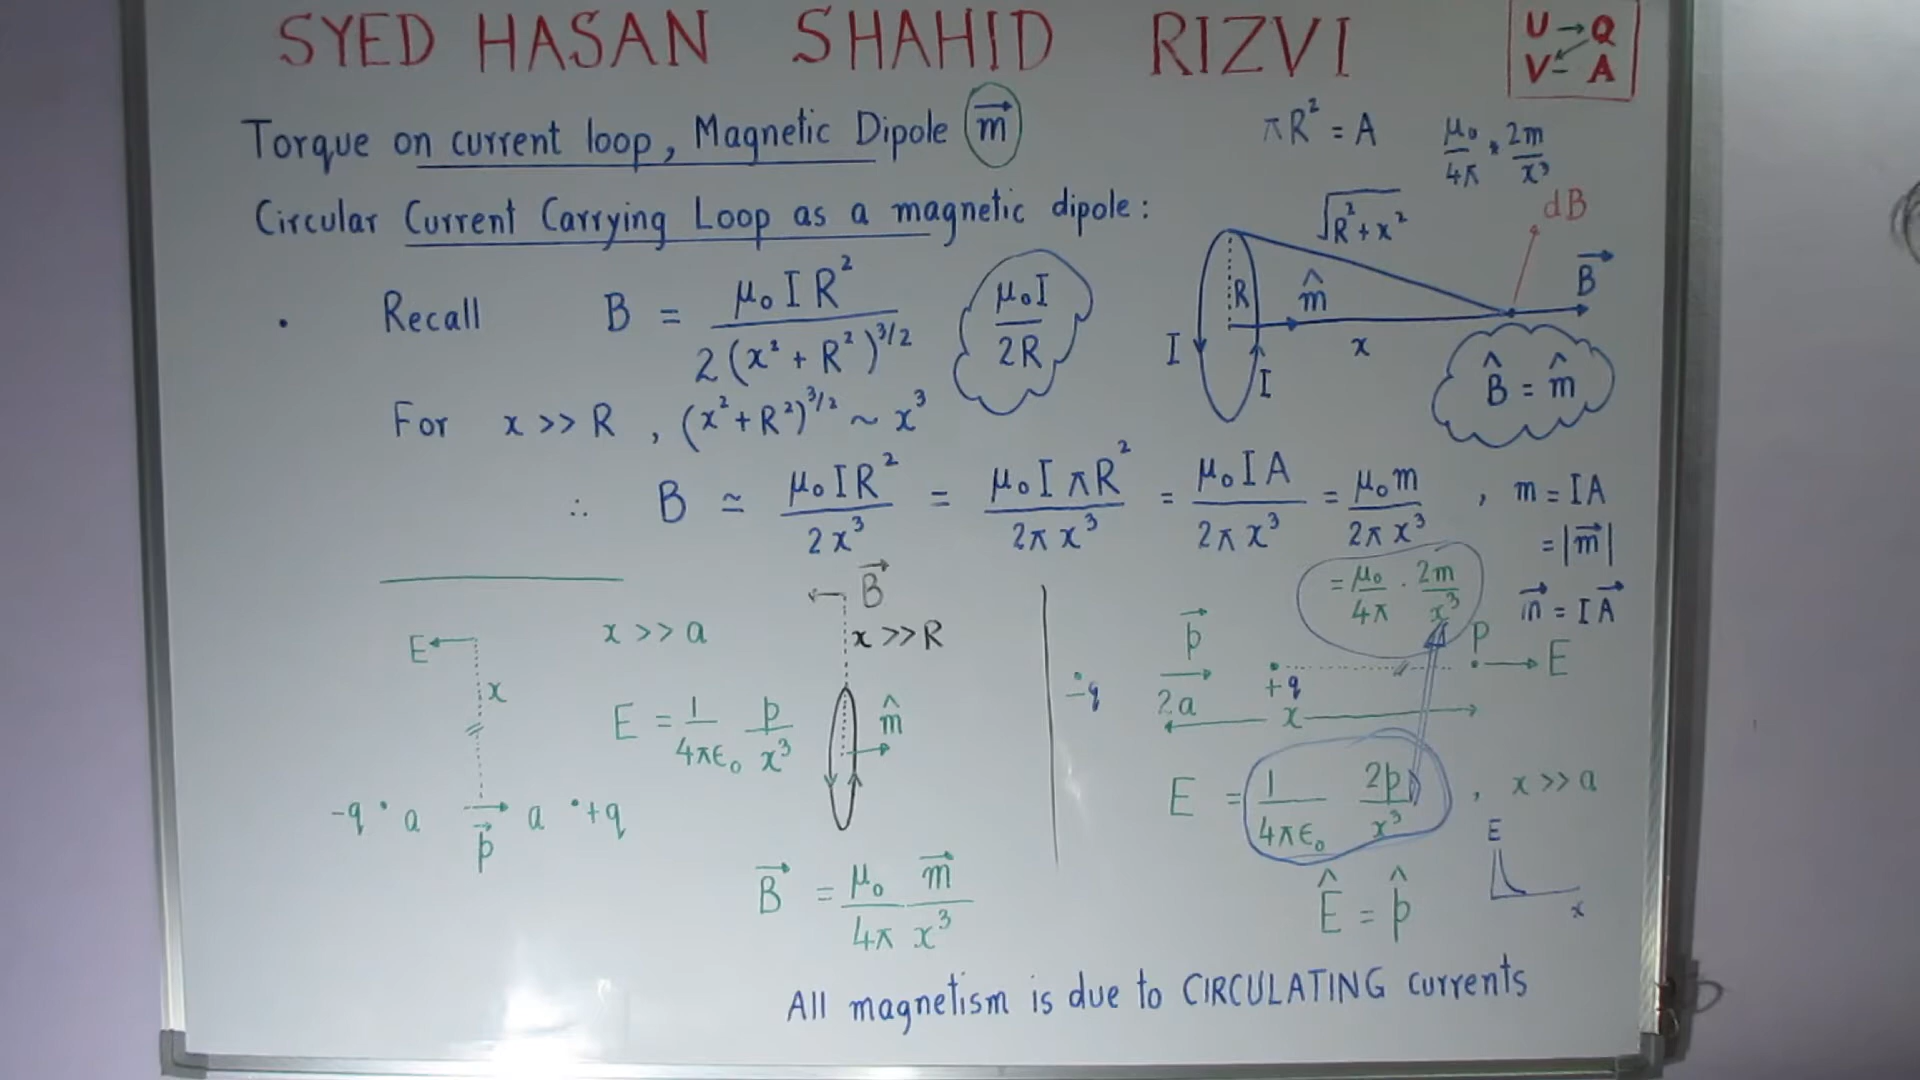 SYED HASAN SHAHID RIZVI
U → Q
V - A
Torque on current loop, Magnetic Dipole m⃗
πR² = A
μ₀/4π * 2m/x³
Circular Current Carrying Loop as a magnetic dipole:
√R²+x²
dB
B⃗
R
m̂
x
I
I
B̂ = m̂
. Recall B = μ₀IR² / 2(x² + R²)^3/2
μ₀I / 2R
For x >> R , (x² + R²)^3/2 ~ x³
∴ B ≃ μ₀IR² / 2x³ = μ₀IπR² / 2πx³ = μ₀IA / 2πx³ = μ₀m / 2πx³ , m = IA
= |m⃗|
= μ₀/4π . 2m/x³
m⃗ = IA⃗
E
x
x >> a
E = 1/4πε₀ p/x³
-q a p⃗ a +q
B⃗
x >> R
m̂
B⃗ = μ₀/4π m⃗/x³
-q p⃗ 2a +q P E
x
E = 1/4πε₀ 2p/x³ , x >> a
E
x
Ê = p̂
All magnetism is due to CIRCULATING currents